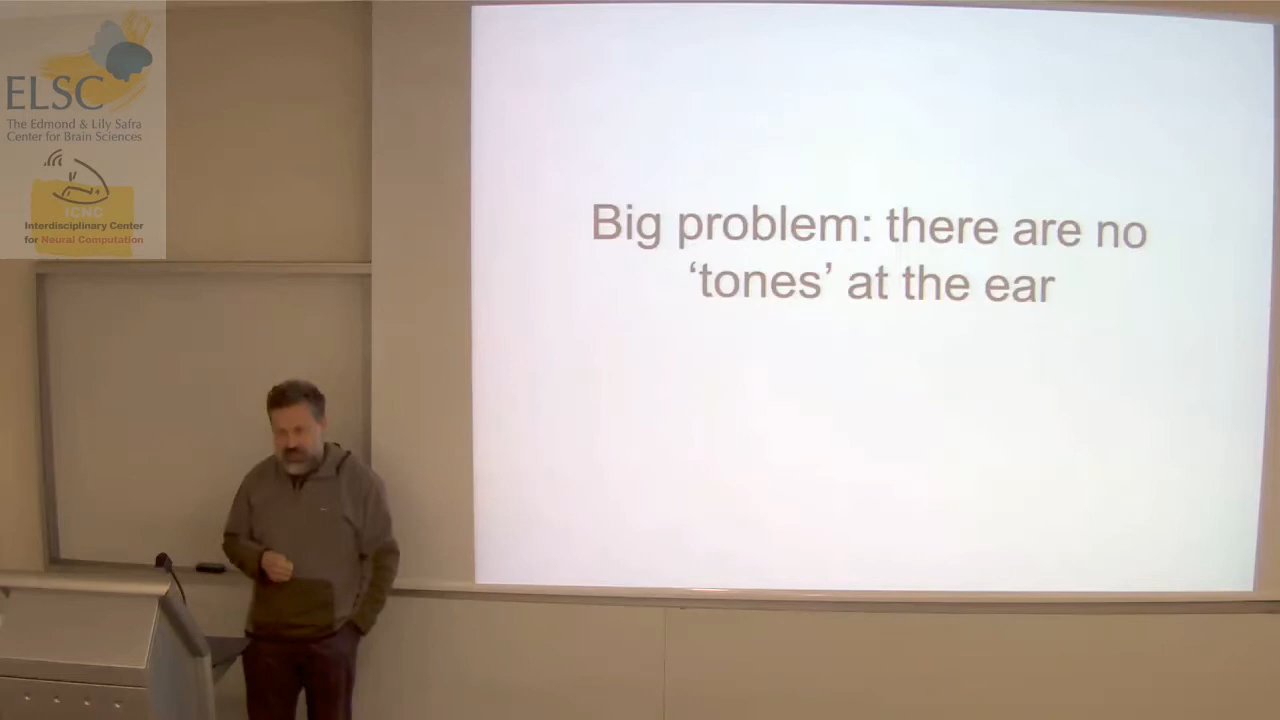 ELSC
The Edmond & Lily Safra
Center for Brain Sciences
ICNC
Interdisciplinary Center
for Neural Computation
Big problem: there are no
‘tones’ at the ear